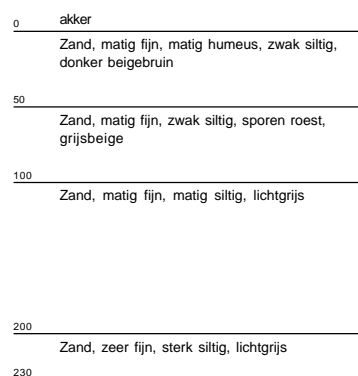 0 akker
Zand, matig fijn, matig humeus, zwak siltig,
donker beigebruin
50
Zand, matig fijn, zwak siltig, sporen roest,
grijsbeige
100
Zand, matig fijn, matig siltig, lichtgrijs
200
Zand, zeer fijn, sterk siltig, lichtgrijs
230